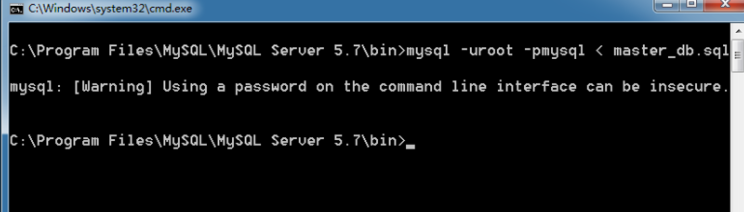 C:\Windows\system32\cmd.exe
C:\Program Files\MySQL\MySQL Server 5.7\bin>mysql -uroot -pmysql < master_db.sql
mysql: [Warning] Using a password on the command line interface can be insecure.
C:\Program Files\MySQL\MySQL Server 5.7\bin>_